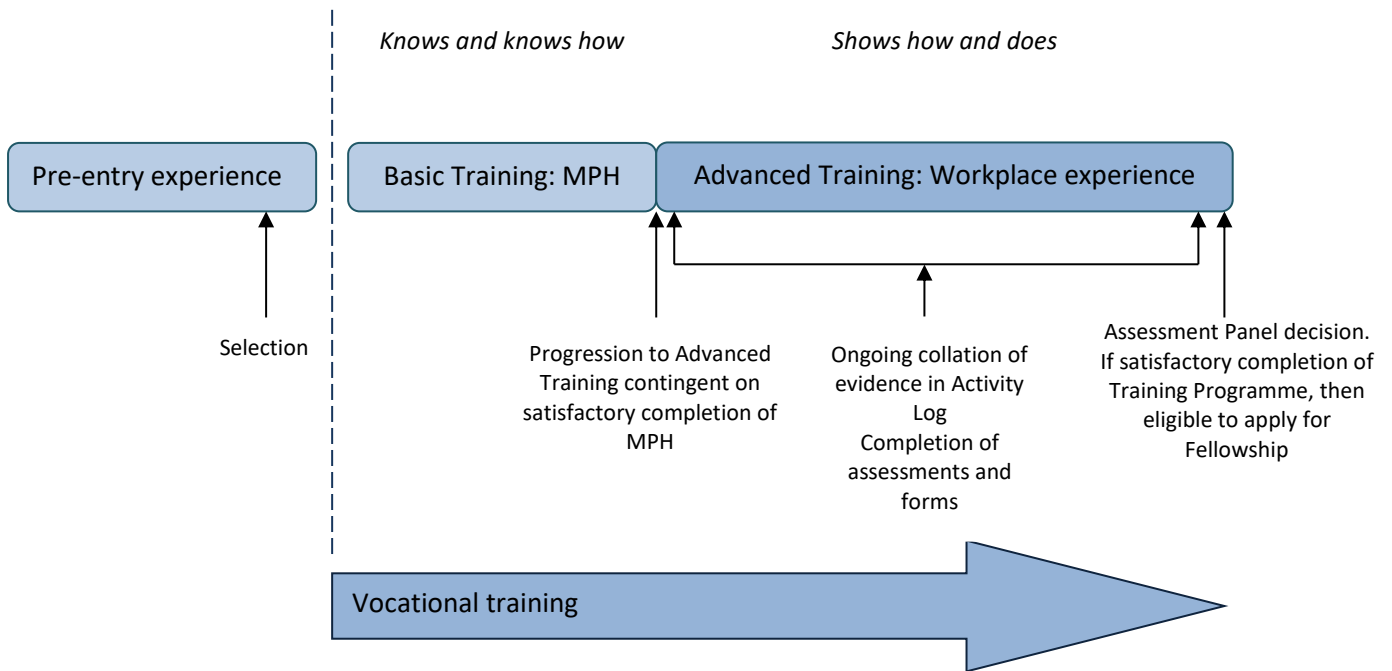 Knows and knows how
Shows how and does
Pre-entry experience
Basic Training: MPH
Advanced Training: Workplace experience
Selection
Progression to Advanced
Training contingent on
satisfactory completion of
MPH
Ongoing collation of
evidence in Activity
Log
Completion of
assessments and
forms
Assessment Panel decision.
If satisfactory completion of
Training Programme, then
eligible to apply for
Fellowship
Vocational training